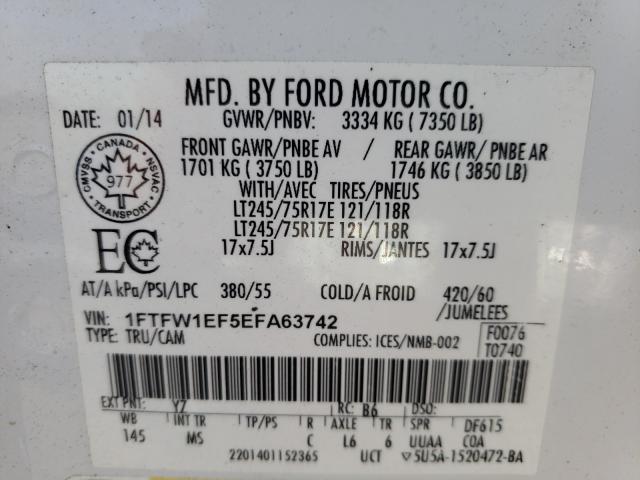 MFD. BY FORD MOTOR CO.
DATE: 01/14 GVWR/PNBV: 3334 KG ( 7350 LB)
FRONT GAWR/PNBE AV / REAR GAWR/ PNBE AR
1701 KG ( 3750 LB) 1746 KG ( 3850 LB)
WITH/AVEC TIRES/PNEUS
LT245/75R17E 121/118R
LT245/75R17E 121/118R
17x7.5J RIMS/JANTES 17x7.5J
CMVSS CANADA NSVAC
977
TRANSPORT
EC
AT/A kPa/PSI/LPC 380/55 COLD/A FROID 420/60
/JUMELEES
VIN: 1FTFW1EF5EFA63742
TYPE: TRU/CAM COMPLIES: ICES/NMB-002
F0076
T0740
EXT PNT: YZ RC: B6 DSO:
WB INT TR TP/PS R AXLE TR SPR DF615
145 MS C L6 6 UUAA COA
2201401152365 UCT 5U5A-1520472-BA